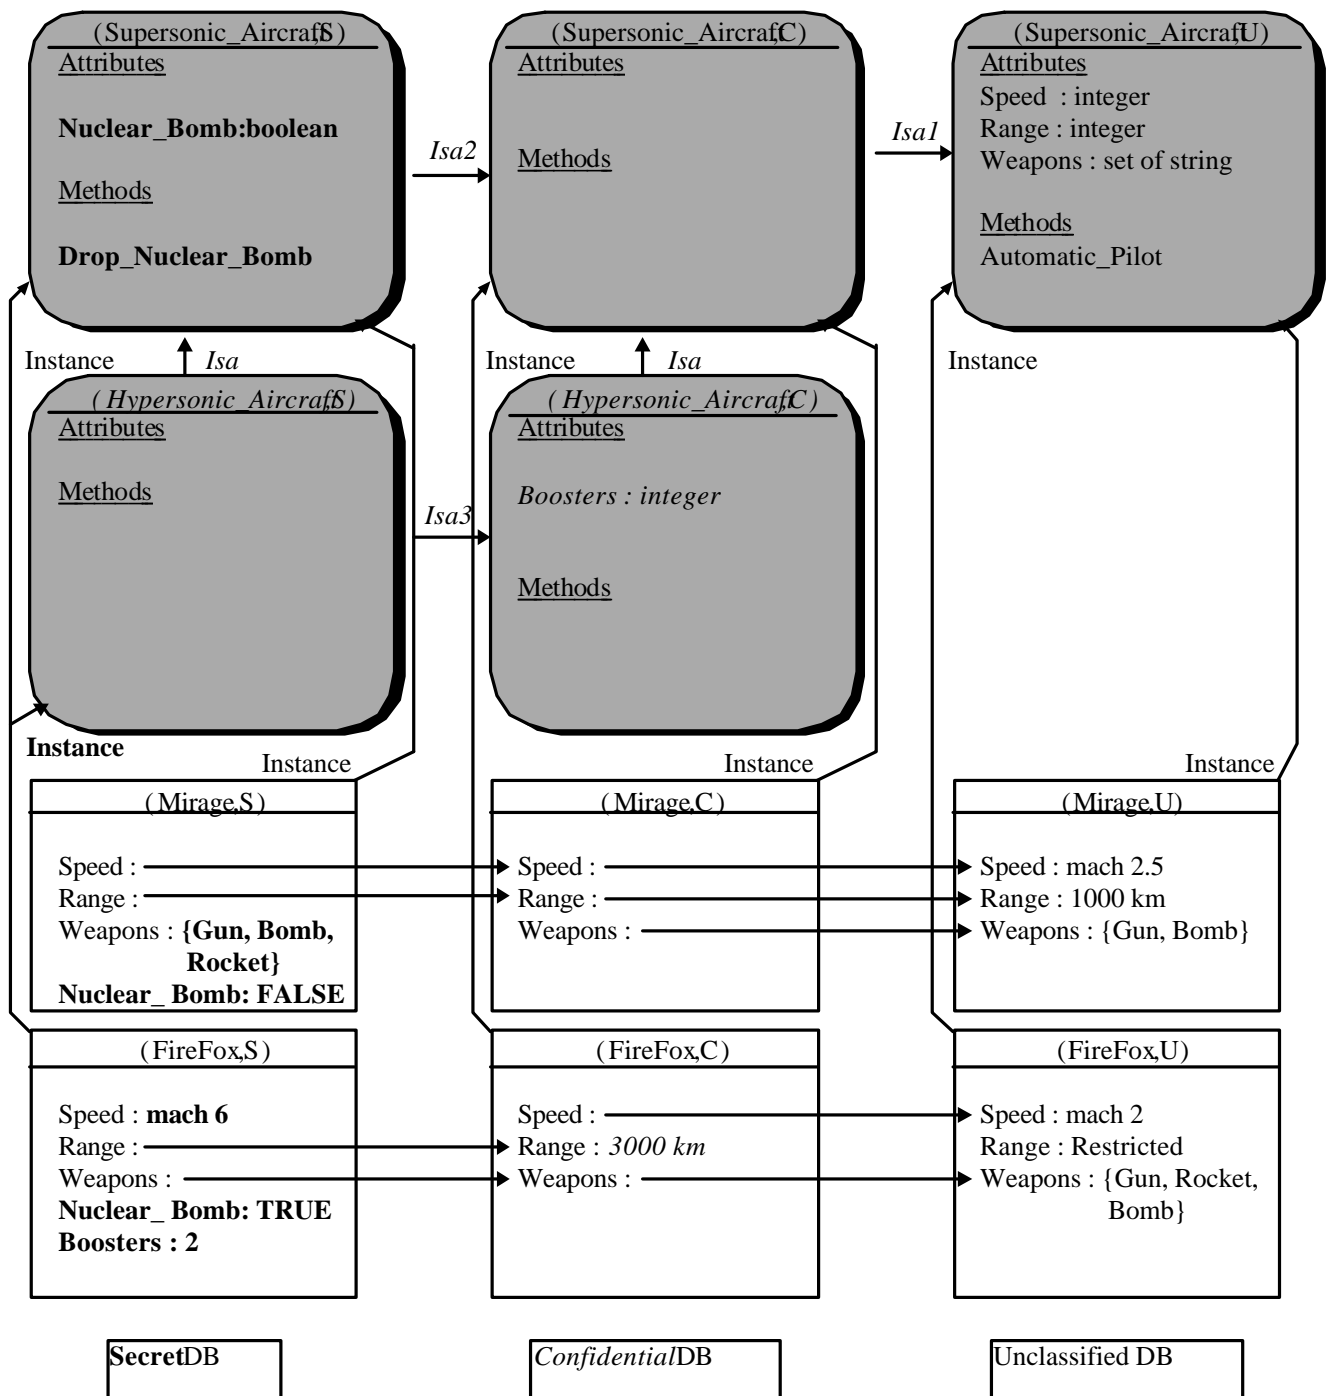 (Supersonic_Aircraft,S)
Attributes
Nuclear_Bomb:boolean
Methods
Drop_Nuclear_Bomb
Isa2
(Supersonic_Aircraft,C)
Attributes
Methods
Isa1
(Supersonic_Aircraft,U)
Attributes
Speed : integer
Range : integer
Weapons : set of string
Methods
Automatic_Pilot
Instance
Isa
Instance
Isa
Instance
(Hypersonic_Aircraft,S)
Attributes
Methods
Isa3
(Hypersonic_Aircraft,C)
Attributes
Boosters : integer
Methods
Instance
Instance
Instance
Instance
(Mirage,S)
Speed :
Range :
Weapons : {Gun, Bomb,
Rocket}
Nuclear_ Bomb: FALSE
(Mirage,C)
Speed :
Range :
Weapons :
(Mirage,U)
Speed : mach 2.5
Range : 1000 km
Weapons : {Gun, Bomb}
(FireFox,S)
Speed : mach 6
Range :
Weapons :
Nuclear_ Bomb: TRUE
Boosters : 2
(FireFox,C)
Speed :
Range : 3000 km
Weapons :
(FireFox,U)
Speed : mach 2
Range : Restricted
Weapons : {Gun, Rocket,
Bomb}
SecretDB
ConfidentialDB
Unclassified DB